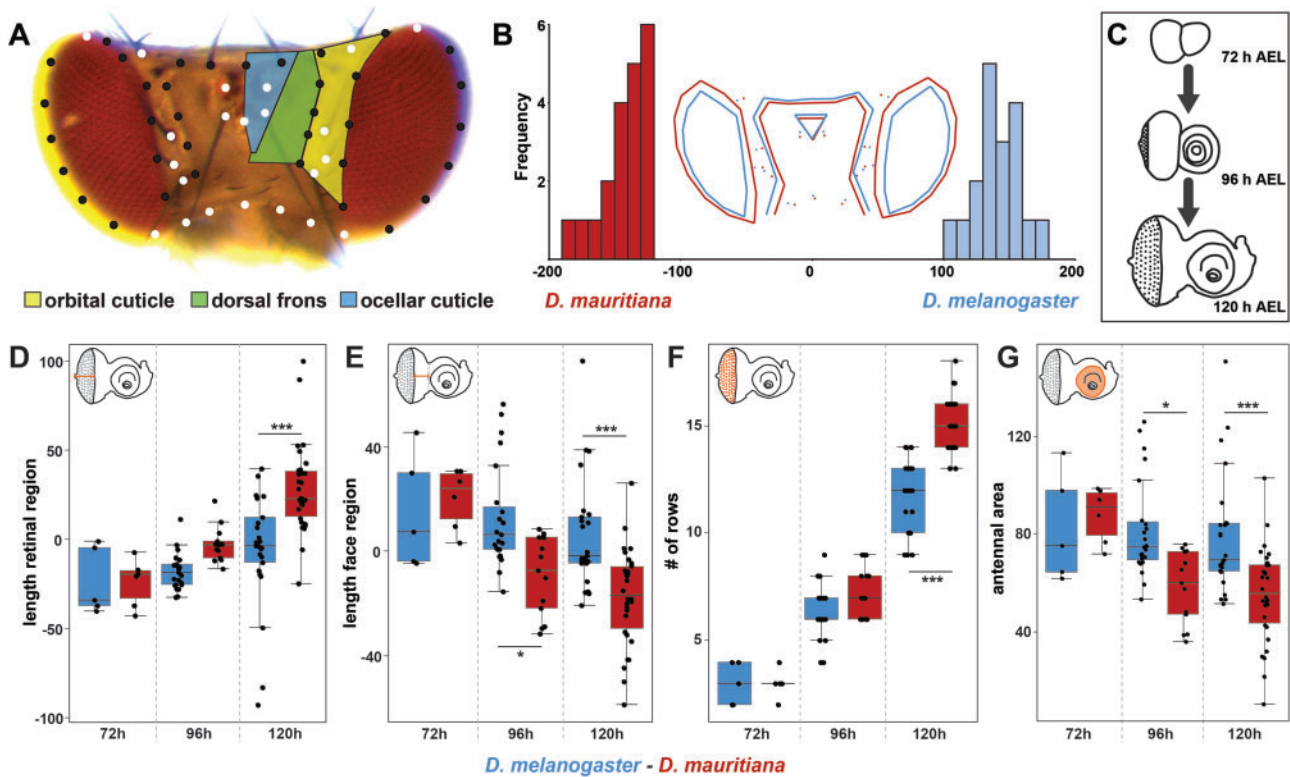 A
orbital cuticle dorsal frons ocellar cuticle
B
Frequency
6
4
2
-200 -100 0 100 200
D. mauritiana D. melanogaster
C
72 h AEL
96 h AEL
120 h AEL
D
length retinal region
100
50
0
-50
-100
***
72h 96h 120h
E
length face region
40
0
-40
*
***
72h 96h 120h
F
# of rows
15
10
5
***
72h 96h 120h
G
antennal area
120
80
40
*
***
72h 96h 120h
D. melanogaster - D. mauritiana